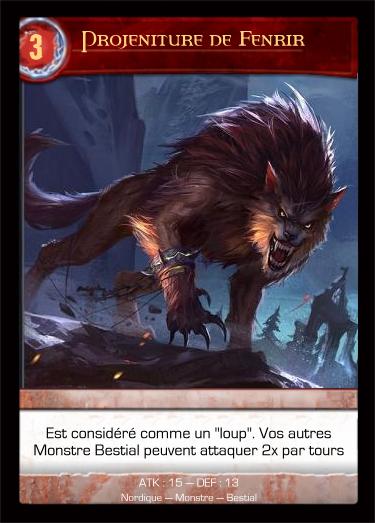 3
Projeniture de Fenrir
Est considéré comme un "loup". Vos autres
Monstre Bestial peuvent attaquer 2x par tours
ATK : 15 — DEF : 13
Nordique — Monstre — Bestial